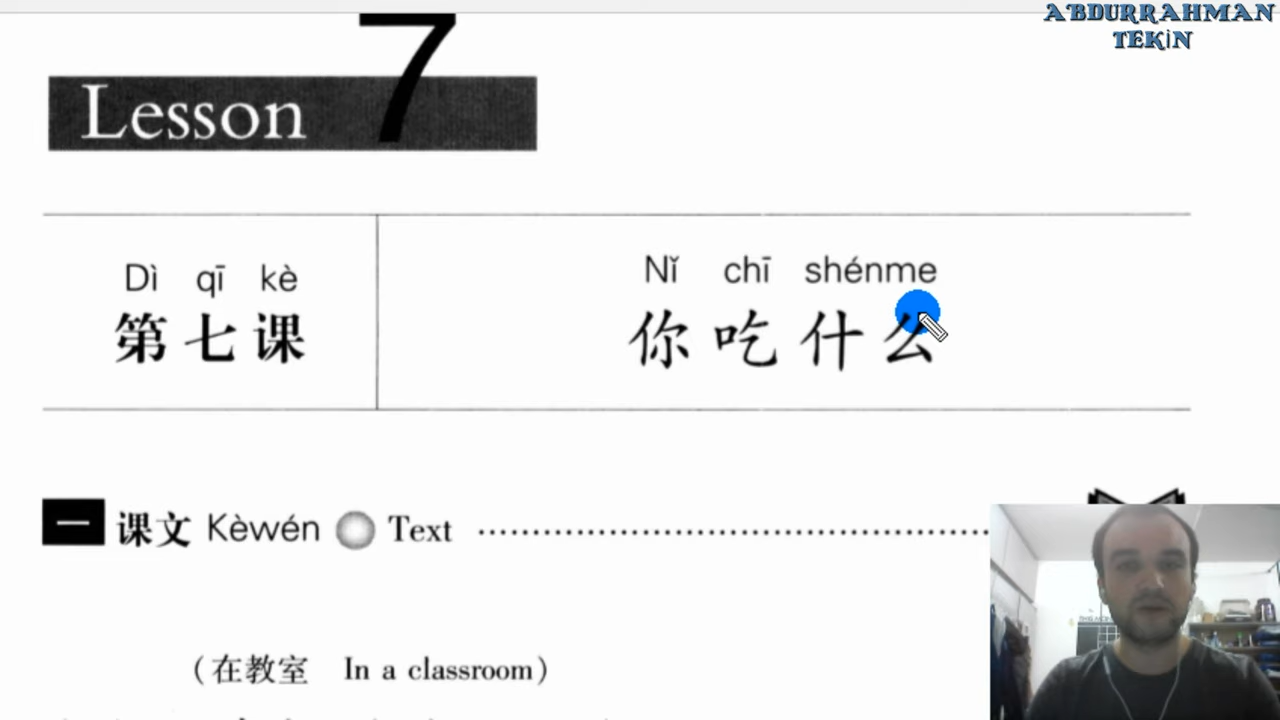 ABDURRAHMAN
TEKİN
7
Lesson
Dì qī kè
第七课
Nǐ chī shénme
你吃什么
一 课文 Kèwén Text
(在教室 In a classroom)